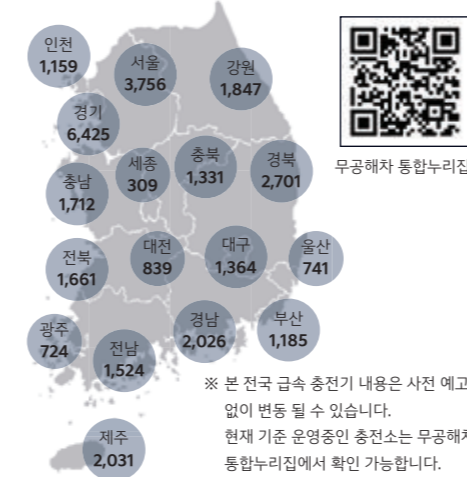 인천
1,159
서울
3,756
강원
1,847
경기
6,425
세종
309
충북
1,331
경북
2,701
무공해차 통합누리집
충남
1,712
전북
1,661
대전
839
대구
1,364
울산
741
광주
724
전남
1,524
경남
2,026
부산
1,185
※ 본 전국 급속 충전기 내용은 사전 예고
없이 변동 될 수 있습니다.
현재 기준 운영중인 충전소는 무공해차
통합누리집에서 확인 가능합니다.
제주
2,031